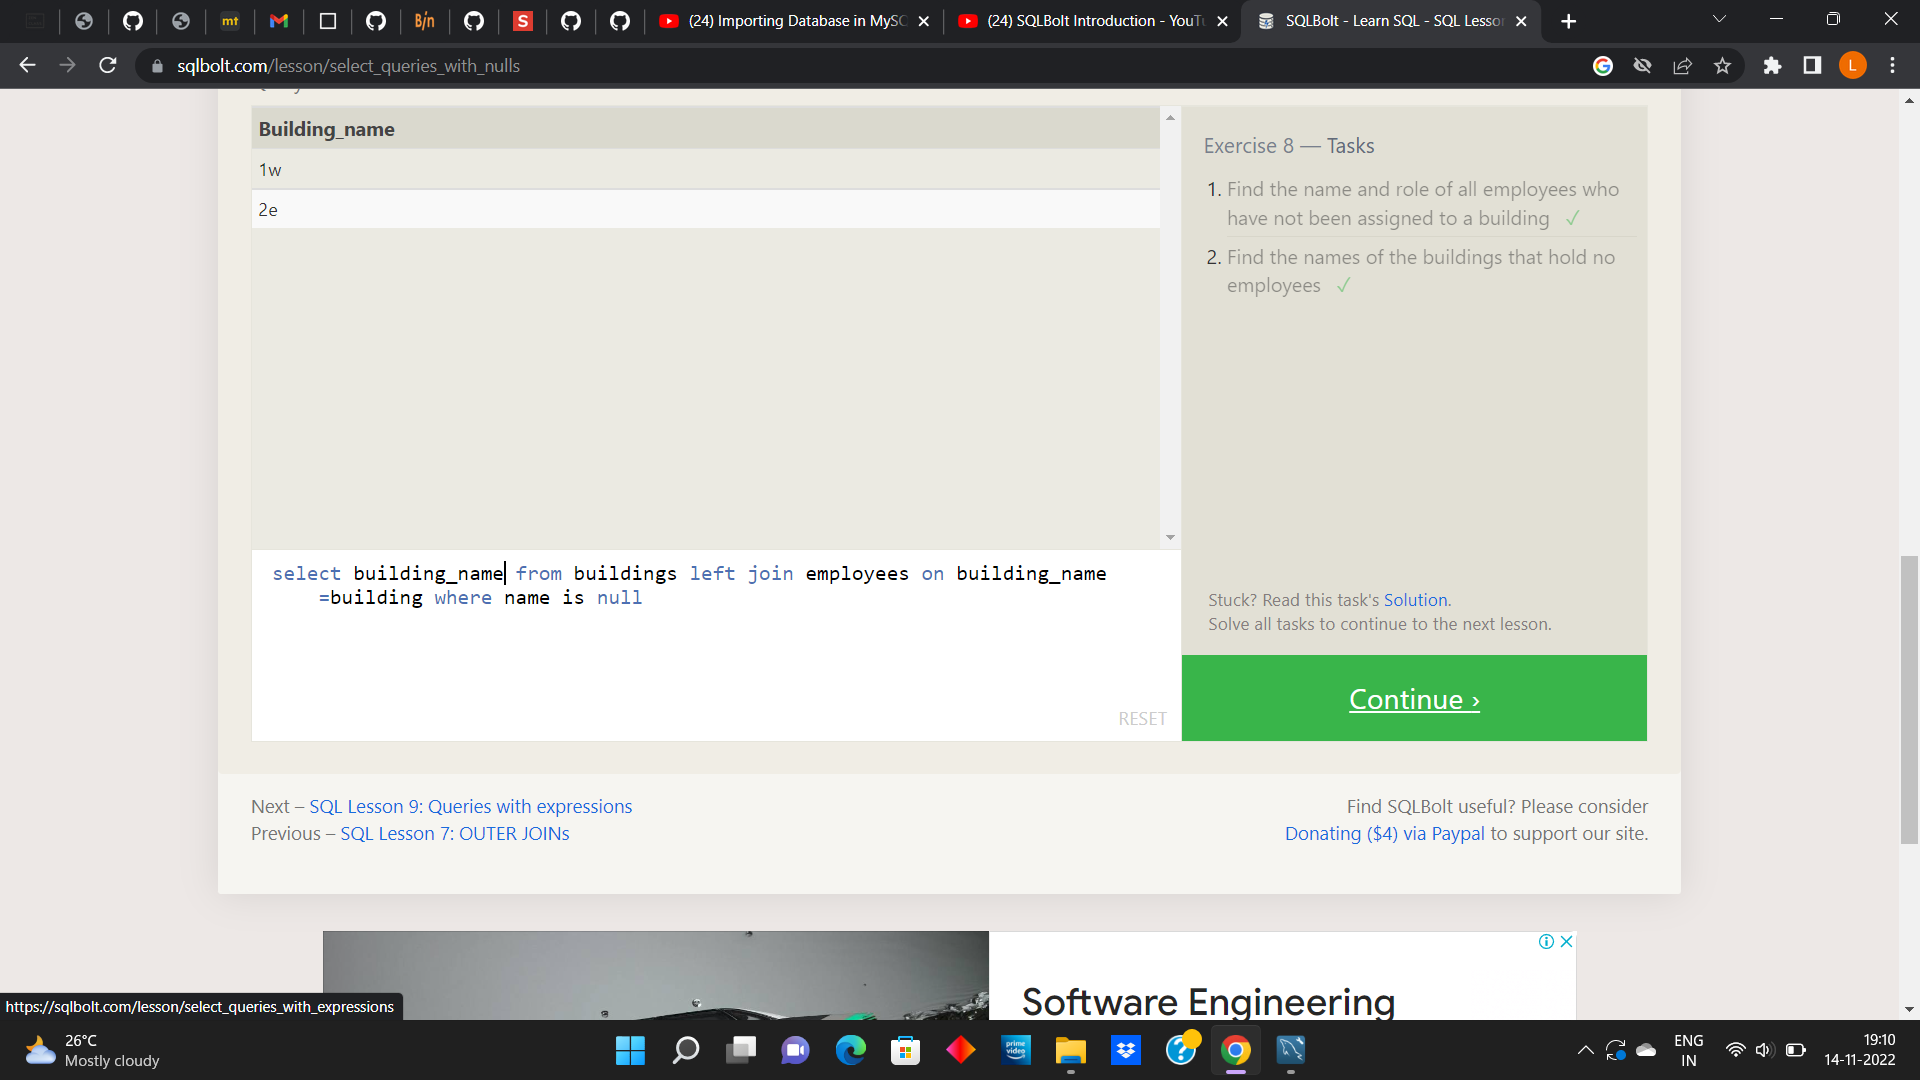 mt
Bin
S
(24) Importing Database in MySC
(24) SQLBolt Introduction - YouTu
SQLBolt - Learn SQL - SQL Lesson
sqlbolt.com/lesson/select_queries_with_nulls
L
Building_name
1w
2e
Exercise 8 — Tasks
1. Find the name and role of all employees who
have not been assigned to a building ✓
2. Find the names of the buildings that hold no
employees ✓
select building_name from buildings left join employees on building_name
=building where name is null
RESET
Stuck? Read this task's Solution.
Solve all tasks to continue to the next lesson.
Continue ›
Next – SQL Lesson 9: Queries with expressions
Previous – SQL Lesson 7: OUTER JOINs
Find SQLBolt useful? Please consider
Donating ($4) via Paypal to support our site.
Software Engineering
https://sqlbolt.com/lesson/select_queries_with_expressions
26°C
Mostly cloudy
prime video
ENG
IN
19:10
14-11-2022